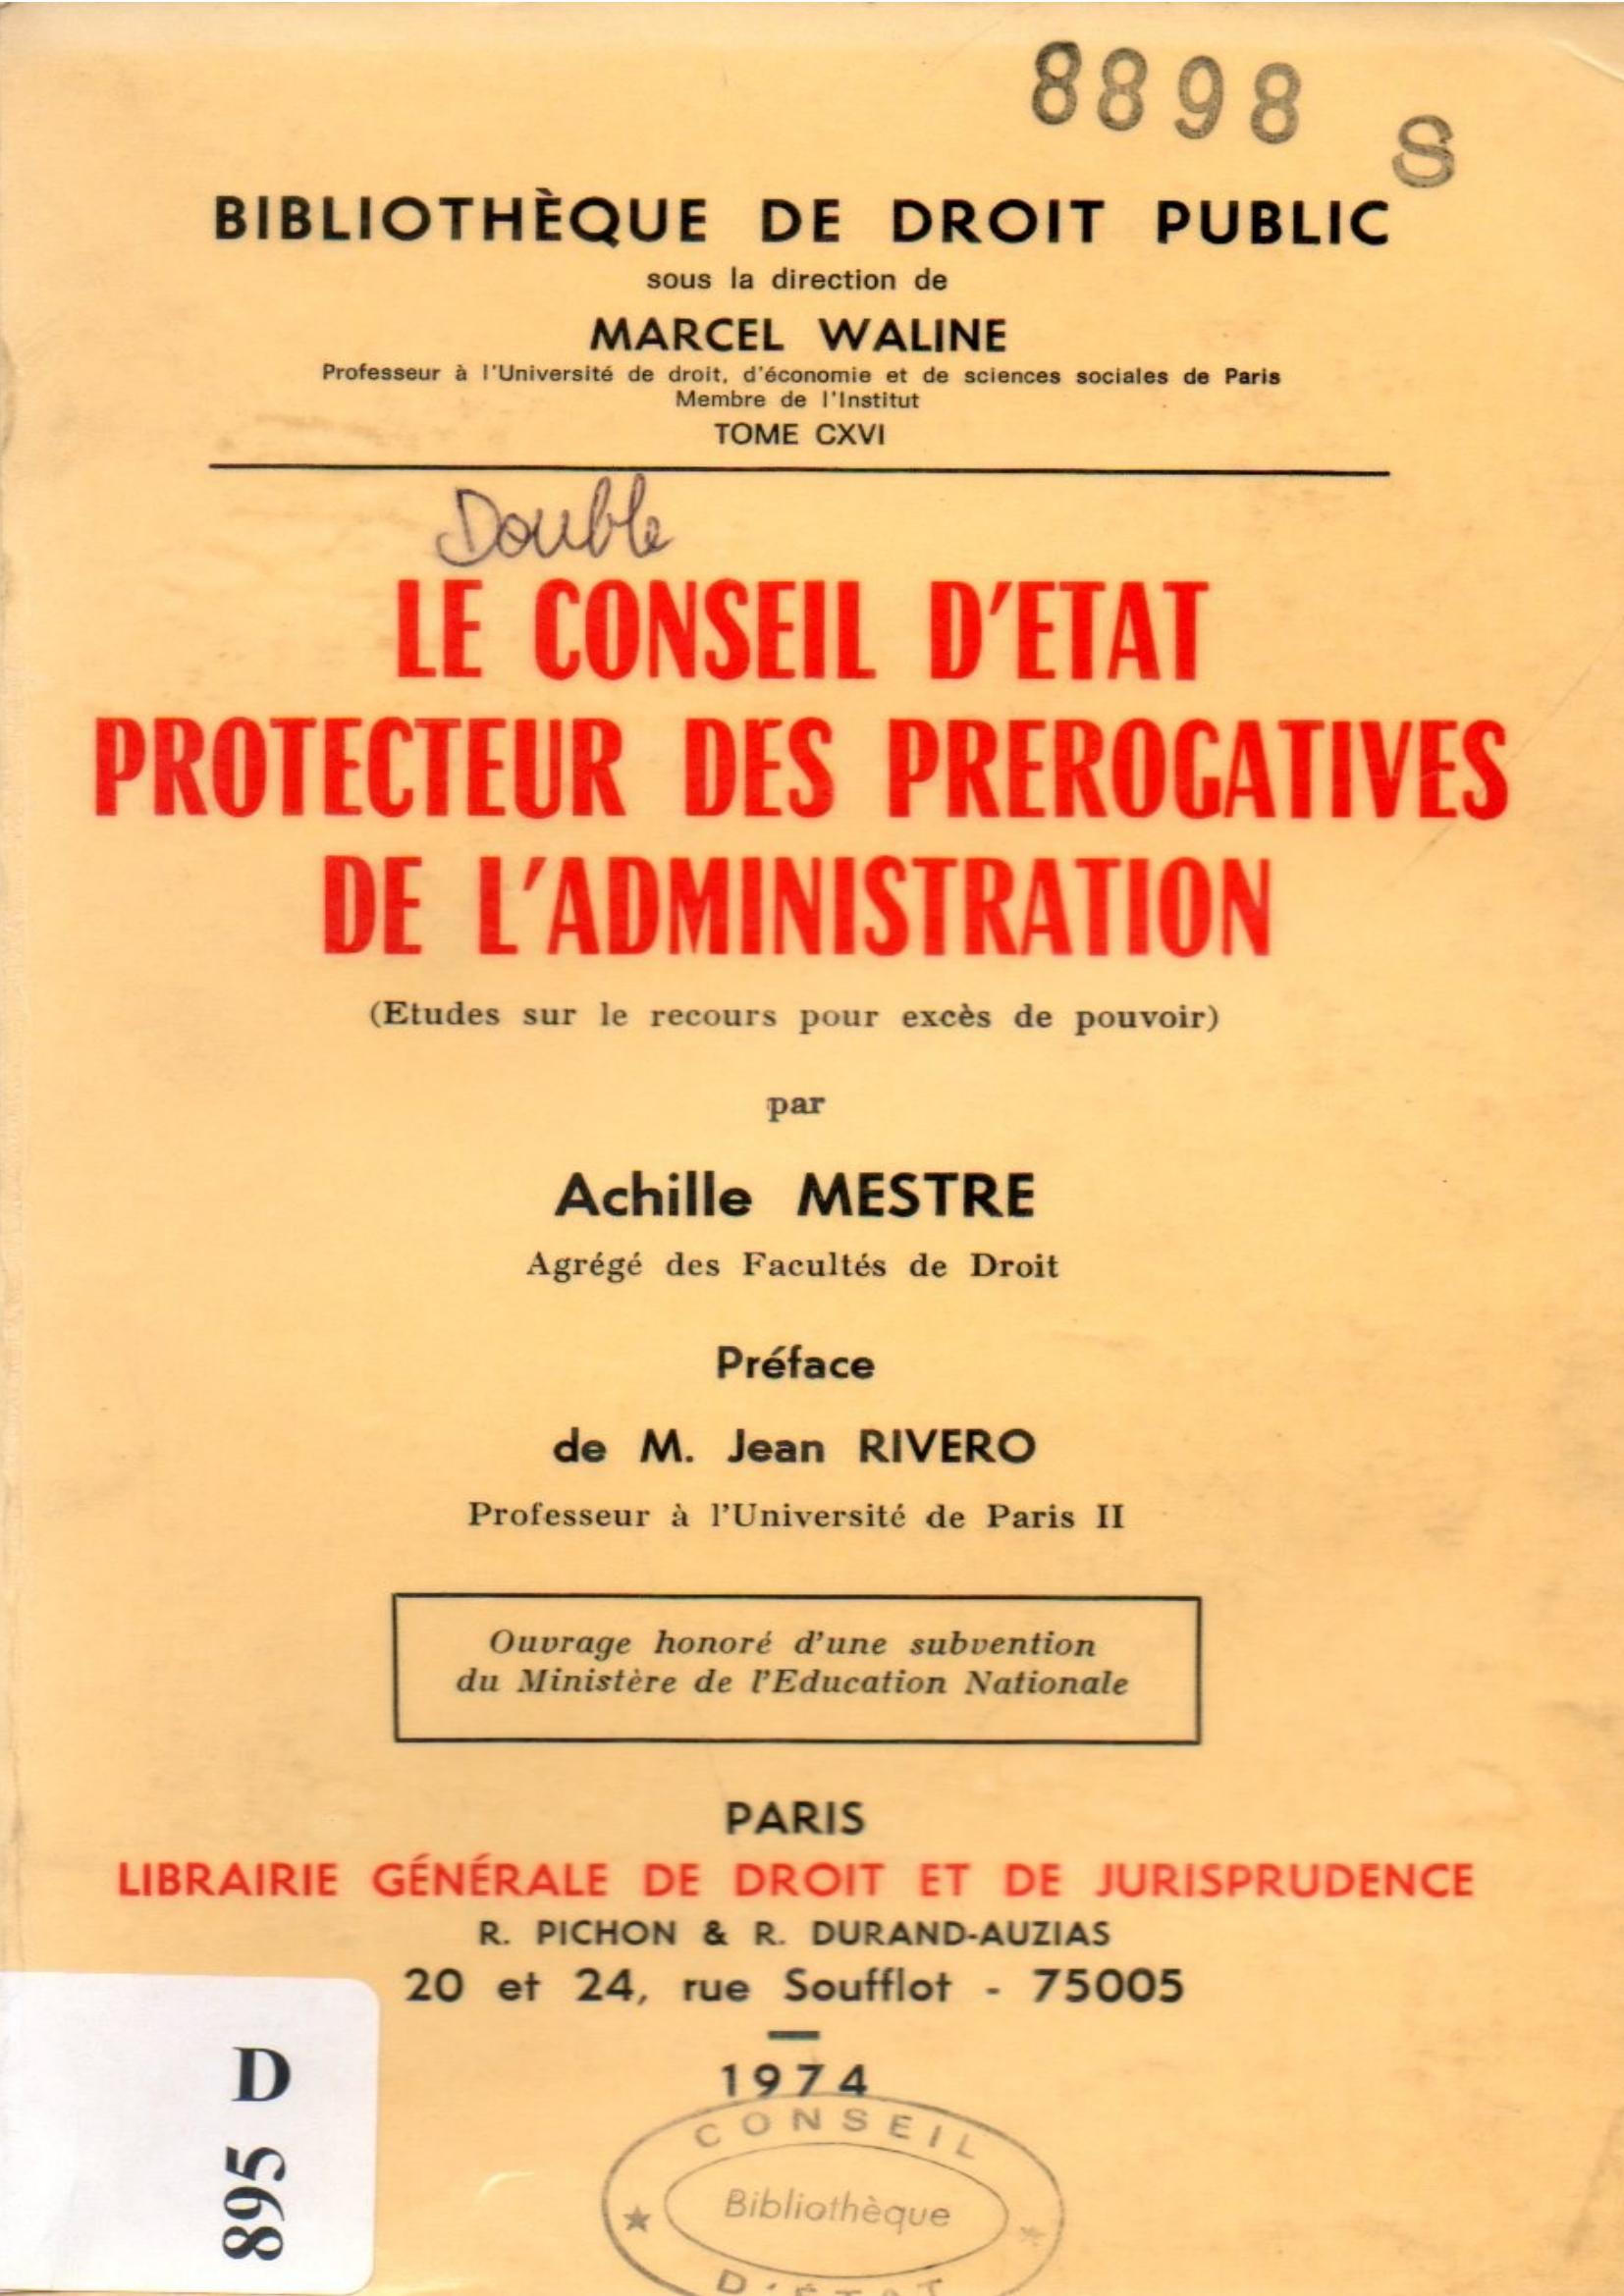 8898 S
BIBLIOTHÈQUE DE DROIT PUBLIC
sous la direction de
MARCEL WALINE
Professeur à l'Université de droit, d'économie et de sciences sociales de Paris
Membre de l'Institut
TOME CXVI
Double
LE CONSEIL D'ETAT
PROTECTEUR DES PREROGATIVES
DE L'ADMINISTRATION
(Etudes sur le recours pour excès de pouvoir)
par
Achille MESTRE
Agrégé des Facultés de Droit
Préface
de M. Jean RIVERO
Professeur à l'Université de Paris II
Ouvrage honoré d'une subvention
du Ministère de l'Education Nationale
PARIS
LIBRAIRIE GÉNÉRALE DE DROIT ET DE JURISPRUDENCE
R. PICHON & R. DURAND-AUZIAS
20 et 24, rue Soufflot - 75005
1974
CONSEIL
Bibliothèque
D'ÉTAT
895 D